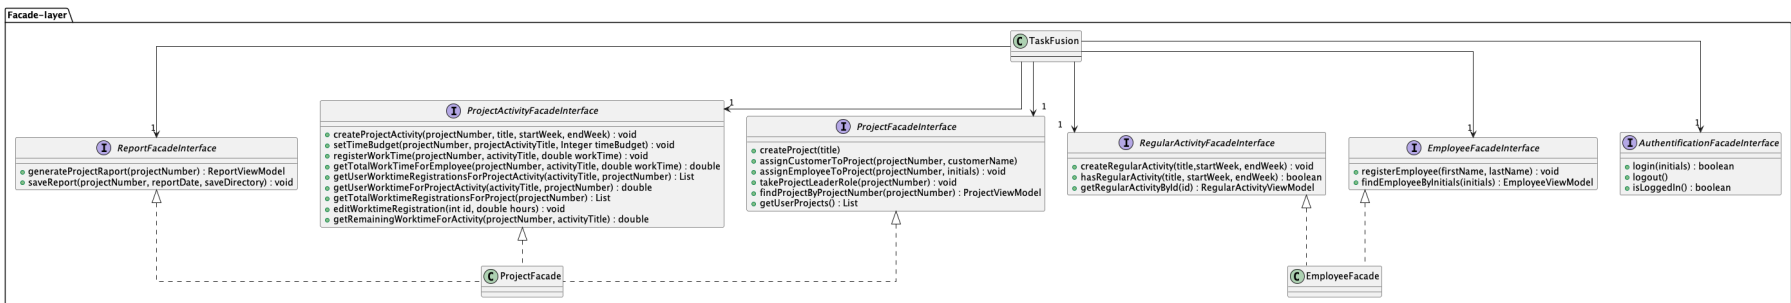 Facade-layer
C TaskFusion
1
1
1
1
1
1
I ReportFacadeInterface
generateProjectRaport(projectNumber) : ReportViewModel
saveReport(projectNumber, reportDate, saveDirectory) : void
I ProjectActivityFacadeInterface
createProjectActivity(projectNumber, title, startWeek, endWeek) : void
setTimeBudget(projectNumber, projectActivityTitle, Integer timeBudget) : void
registerWorkTime(projectNumber, activityTitle, double workTime) : void
getTotalWorkTimeForEmployee(projectNumber, activityTitle, double workTime) : double
getUserWorktimeRegistrationsForProjectActivity(activityTitle, projectNumber) : List
getUserWorktimeForProjectActivity(activityTitle, projectNumber) : double
getTotalWorktimeRegistrationsForProject(projectNumber) : List
editWorktimeRegistration(int id, double hours) : void
getRemainingWorktimeForActivity(projectNumber, activityTitle) : double
I ProjectFacadeInterface
createProject(title)
assignCustomerToProject(projectNumber, customerName)
assignEmployeeToProject(projectNumber, initials) : void
takeProjectLeaderRole(projectNumber) : void
findProjectByProjectNumber(projectNumber) : ProjectViewModel
getUserProjects() : List
I RegularActivityFacadeInterface
createRegularActivity(title,startWeek, endWeek) : void
hasRegularActivity(title, startWeek, endWeek) : boolean
getRegularActivityById(id) : RegularActivityViewModel
I EmployeeFacadeInterface
registerEmployee(firstName, lastName) : void
findEmployeeByInitials(initials) : EmployeeViewModel
I AuthentificationFacadeInterface
login(initials) : boolean
logout()
isLoggedIn() : boolean
C ProjectFacade
C EmployeeFacade